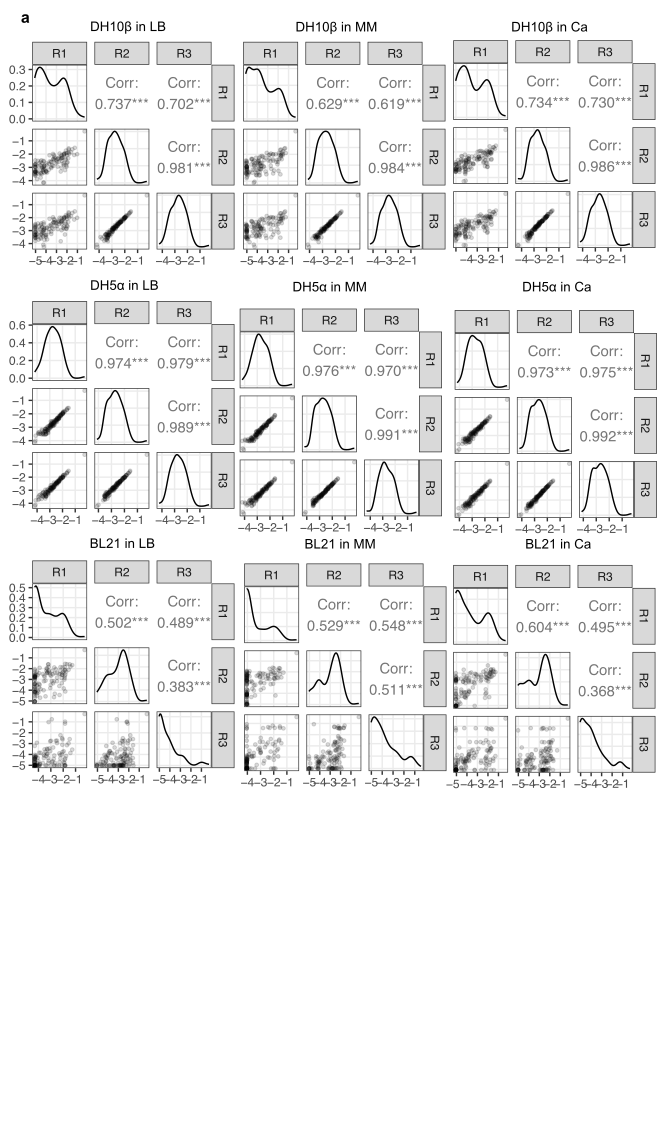 a
DH10β in LB
DH10β in MM
DH10β in Ca
R1 R2 R3
R1 R2 R3
R1 R2 R3
0.3
0.2
0.1
0.0
Corr:
0.737***
Corr:
0.702***
R1
Corr:
0.629***
Corr:
0.619***
R1
Corr:
0.734***
Corr:
0.730***
R1
−1
−2
−3
−4
Corr:
0.981***
R2
Corr:
0.984***
R2
Corr:
0.986***
R2
−1
−2
−3
−4
R3
R3
R3
−5−4−3−2−1 −4−3−2−1 −4−3−2−1
−5−4−3−2−1 −4−3−2−1 −4−3−2−1
−5−4−3−2−1 −4−3−2−1 −4−3−2−1
DH5α in LB
DH5α in MM
DH5α in Ca
R1 R2 R3
R1 R2 R3
R1 R2 R3
0.6
0.4
0.2
0.0
Corr:
0.974***
Corr:
0.979***
R1
Corr:
0.976***
Corr:
0.970***
R1
Corr:
0.973***
Corr:
0.975***
R1
−1
−2
−3
−4
Corr:
0.989***
R2
Corr:
0.991***
R2
Corr:
0.992***
R2
−1
−2
−3
−4
R3
R3
R3
−4−3−2−1 −4−3−2−1 −4−3−2−1
−4−3−2−1 −4−3−2−1 −4−3−2−1
−4−3−2−1 −4−3−2−1 −4−3−2−1
BL21 in LB
BL21 in MM
BL21 in Ca
R1 R2 R3
R1 R2 R3
R1 R2 R3
0.5
0.4
0.3
0.2
0.1
0.0
Corr:
0.502***
Corr:
0.489***
R1
Corr:
0.529***
Corr:
0.548***
R1
Corr:
0.604***
Corr:
0.495***
R1
−1
−2
−3
−4
−5
Corr:
0.383***
R2
Corr:
0.511***
R2
Corr:
0.368***
R2
−1
−2
−3
−4
−5
R3
R3
R3
−4−3−2−1 −5−4−3−2−1 −5−4−3−2−1
−4−3−2−1 −5−4−3−2−1 −5−4−3−2−1
−5−4−3−2−1 −5−4−3−2−1 −5−4−3−2−1